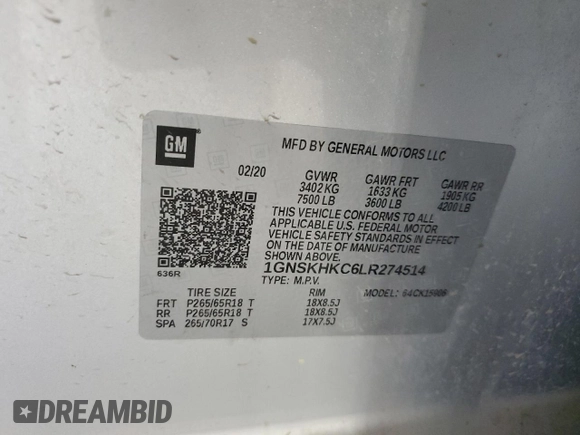 GM
MFD BY GENERAL MOTORS LLC
02/20 GVWR GAWR FRT GAWR RR
3402 KG 1633 KG 1905 KG
7500 LB 3600 LB 4200 LB
THIS VEHICLE CONFORMS TO ALL
APPLICABLE U.S. FEDERAL MOTOR
VEHICLE SAFETY STANDARDS IN
EFFECT ON THE DATE OF MANUFACTURE
SHOWN ABOVE.
1GNSKHKC6LR274514
636R
TYPE: M.P.V. MODEL:
TIRE SIZE RIM
FRT P265/65R18 T 18X8.5J
RR P265/65R18 T 18X8.5J
SPA 265/70R17 S 17X7.5J
DREAMBID